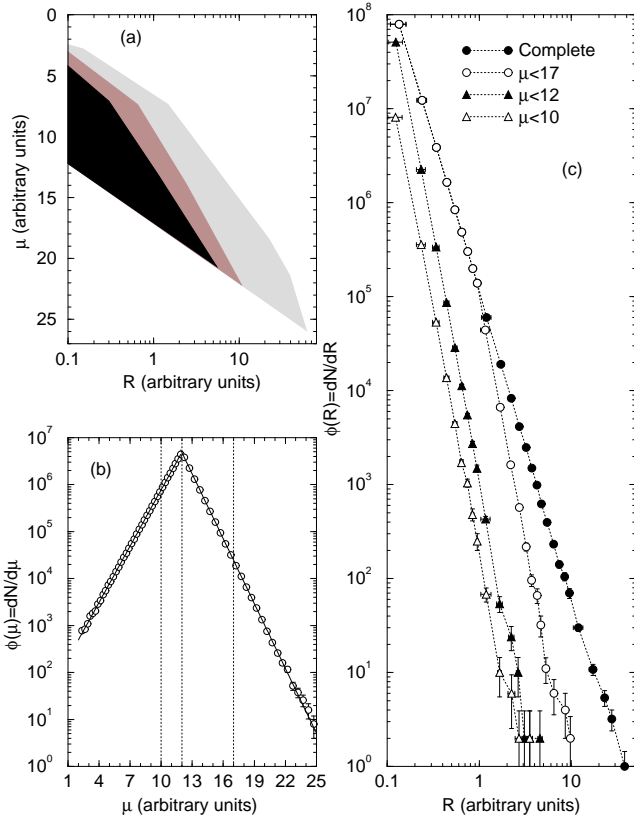 (a)
0
5
10
15
20
25
μ (arbitrary units)
0.1 1 10
R (arbitrary units)
(b)
10^7
10^6
10^5
10^4
10^3
10^2
10^1
10^0
φ(μ)=dN/dμ
1 4 7 10 13 16 19 22 25
μ (arbitrary units)
Complete
μ<17
μ<12
μ<10
(c)
10^8
10^7
10^6
10^5
10^4
10^3
10^2
10^1
10^0
φ(R)=dN/dR
0.1 1 10
R (arbitrary units)